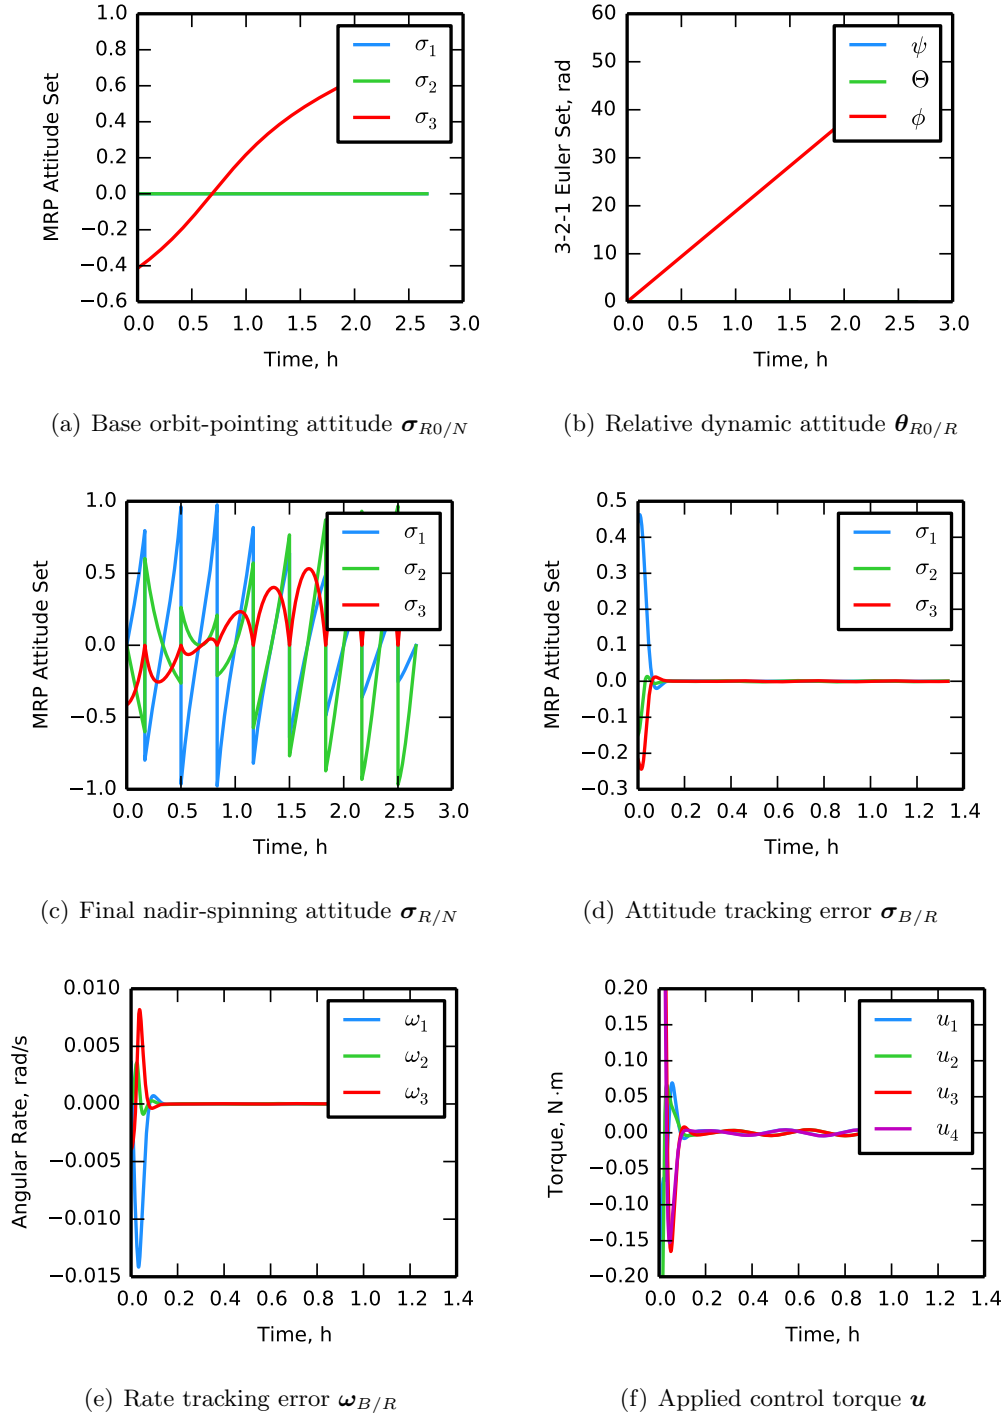 1.0
0.8
0.6
0.4
0.2
0.0
−0.2
−0.4
−0.6
MRP Attitude Set
σ1
σ2
σ3
0.0 0.5 1.0 1.5 2.0 2.5 3.0
Time, h
(a) Base orbit-pointing attitude σR0/N
60
50
40
30
20
10
0
3-2-1 Euler Set, rad
ψ
Θ
ϕ
0.0 0.5 1.0 1.5 2.0 2.5 3.0
Time, h
(b) Relative dynamic attitude θR0/R
1.0
0.5
0.0
−0.5
−1.0
MRP Attitude Set
σ1
σ2
σ3
0.0 0.5 1.0 1.5 2.0 2.5 3.0
Time, h
(c) Final nadir-spinning attitude σR/N
0.5
0.4
0.3
0.2
0.1
0.0
−0.1
−0.2
−0.3
MRP Attitude Set
σ1
σ2
σ3
0.0 0.2 0.4 0.6 0.8 1.0 1.2 1.4
Time, h
(d) Attitude tracking error σB/R
0.010
0.005
0.000
−0.005
−0.010
−0.015
Angular Rate, rad/s
ω1
ω2
ω3
0.0 0.2 0.4 0.6 0.8 1.0 1.2 1.4
Time, h
(e) Rate tracking error ωB/R
0.20
0.15
0.10
0.05
0.00
−0.05
−0.10
−0.15
−0.20
Torque, N·m
u1
u2
u3
u4
0.0 0.2 0.4 0.6 0.8 1.0 1.2 1.4
Time, h
(f) Applied control torque u